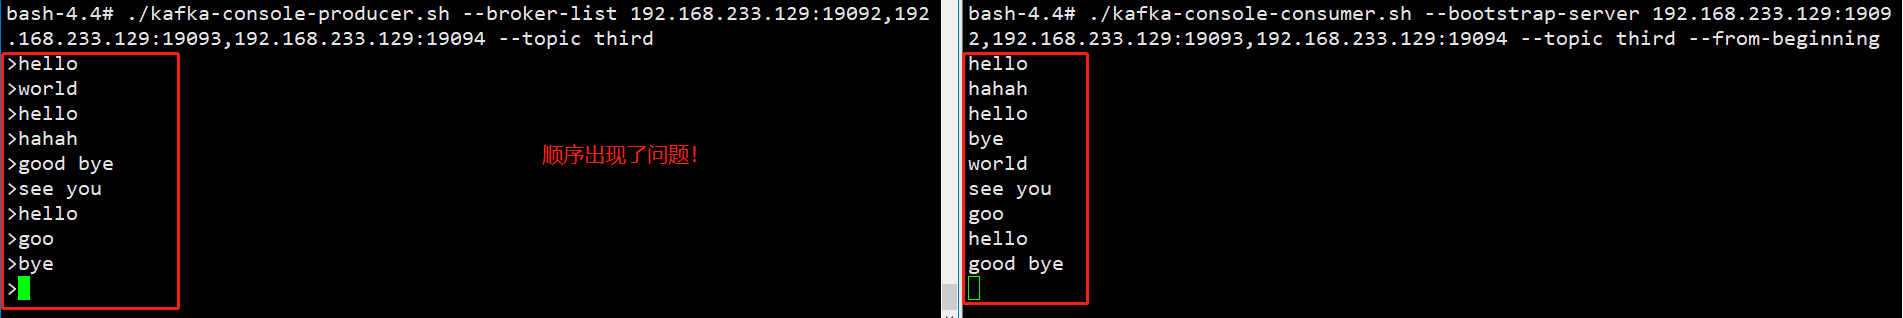 bash-4.4# ./kafka-console-producer.sh --broker-list 192.168.233.129:19092,192
.168.233.129:19093,192.168.233.129:19094 --topic third
>hello
>world
>hello
>hahah
>good bye
>see you
>hello
>goo
>bye
>
顺序出现了问题!
bash-4.4# ./kafka-console-consumer.sh --bootstrap-server 192.168.233.129:1909
2,192.168.233.129:19093,192.168.233.129:19094 --topic third --from-beginning
hello
hahah
hello
bye
world
see you
goo
hello
good bye